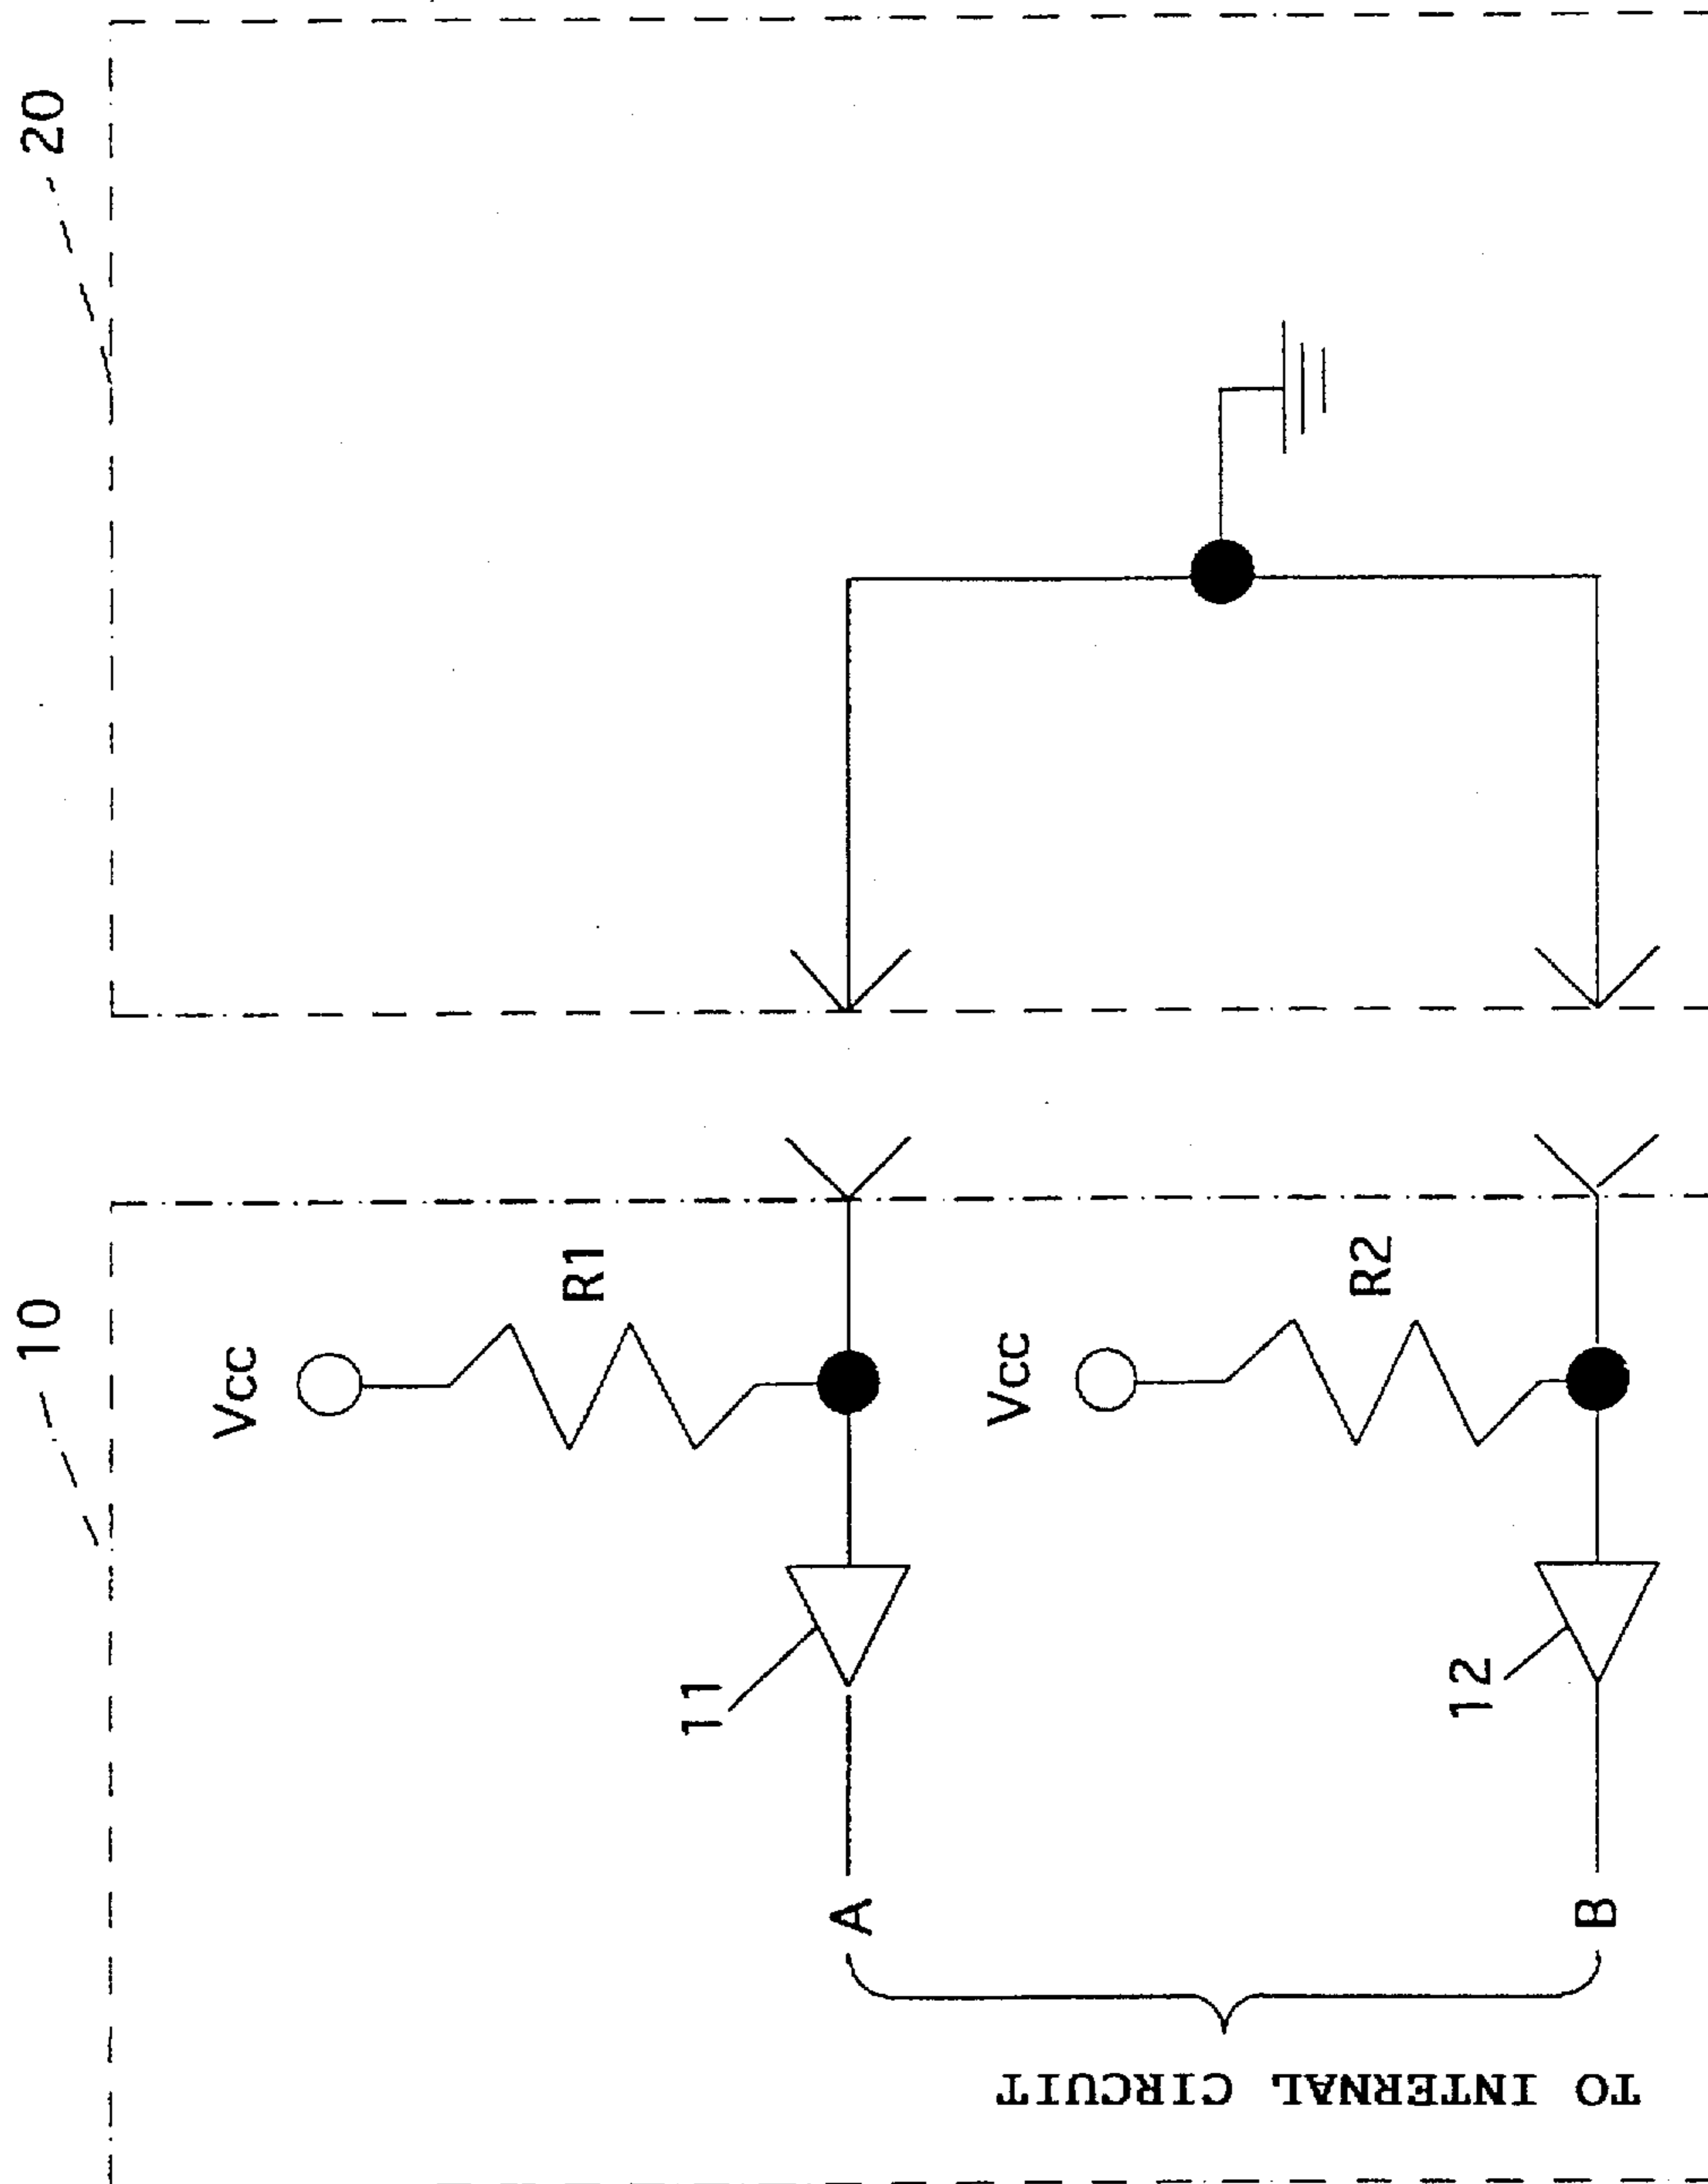 10
20
Vcc
R1
11
A
Vcc
R2
12
B
TO INTERNAL CIRCUIT